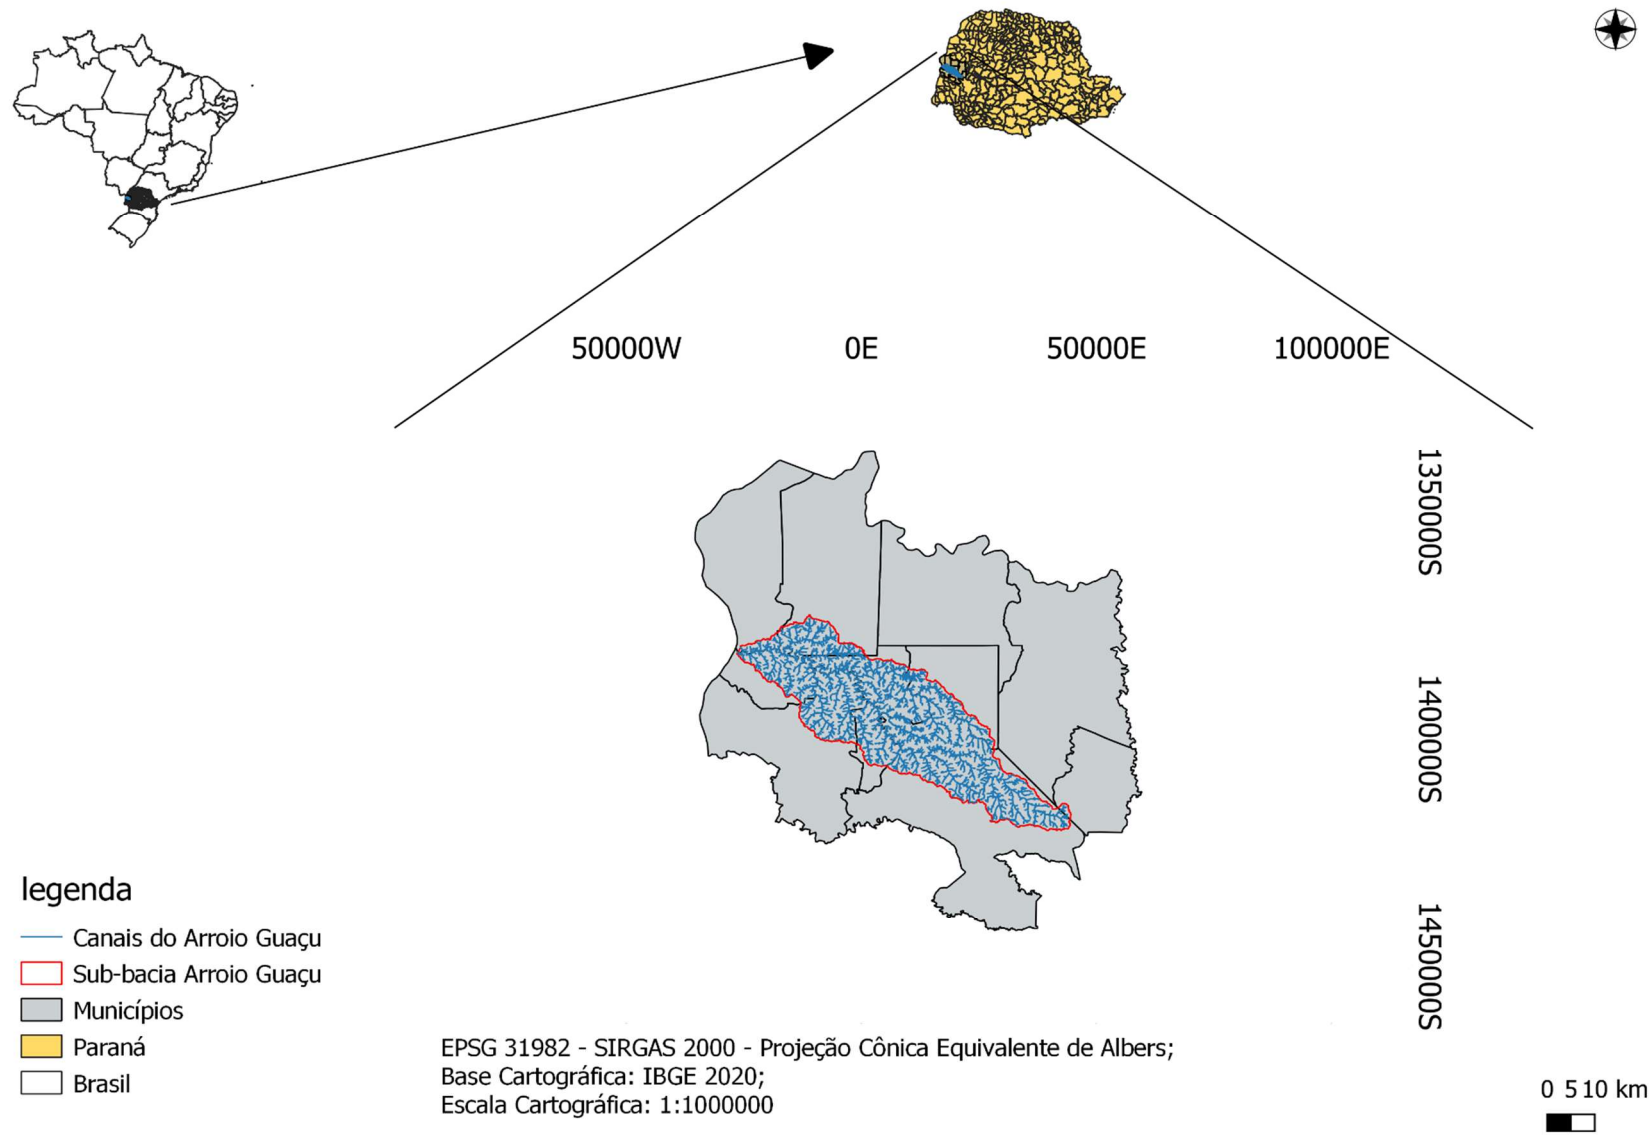 50000W 0E 50000E 100000E
1350000S
1400000S
1450000S
legenda
Canais do Arroio Guaçu
Sub-bacia Arroio Guaçu
Municípios
Paraná
Brasil
EPSG 31982 - SIRGAS 2000 - Projeção Cônica Equivalente de Albers;
Base Cartográfica: IBGE 2020;
Escala Cartográfica: 1:1000000
0 5 10 km